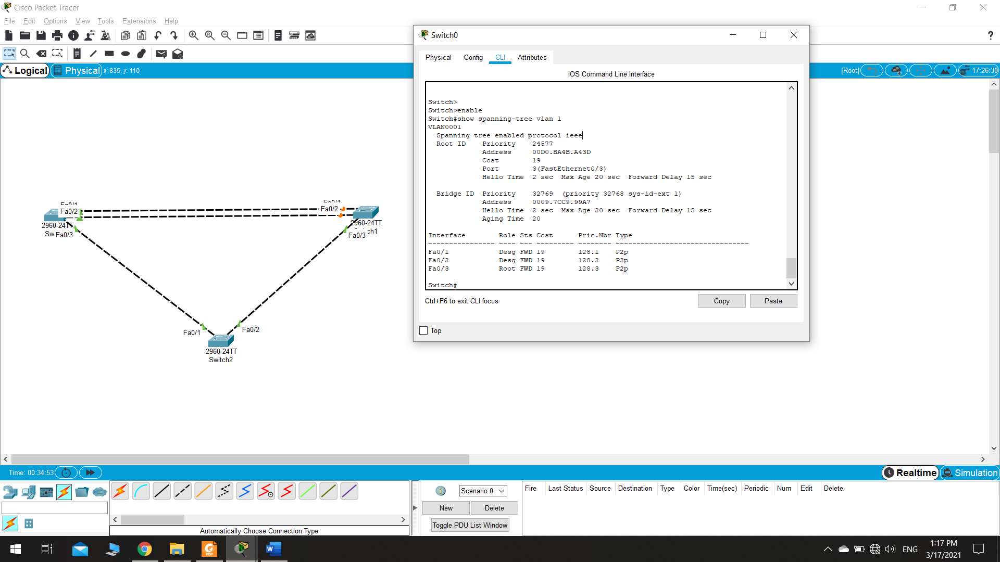 Cisco Packet Tracer
File Edit Options View Tools Extensions Help
Logical Physical x: 835, y: 110
[Root] 17:26:30
Switch0
Physical Config CLI Attributes
IOS Command Line Interface
Switch>
Switch>enable
Switch#show spanning-tree vlan 1
VLAN0001
Spanning tree enabled protocol ieee
Root ID Priority 24577
Address 00D0.BA4B.A43D
Cost 19
Port 3(FastEthernet0/3)
Hello Time 2 sec Max Age 20 sec Forward Delay 15 sec
Bridge ID Priority 32769 (priority 32768 sys-id-ext 1)
Address 0009.7CC9.99A7
Hello Time 2 sec Max Age 20 sec Forward Delay 15 sec
Aging Time 20
Interface Role Sts Cost Prio.Nbr Type
---------------- ---- --- --------- -------- --------------------------------
Fa0/1 Desg FWD 19 128.1 P2p
Fa0/2 Desg FWD 19 128.2 P2p
Fa0/3 Root FWD 19 128.3 P2p
Switch#
Ctrl+F6 to exit CLI focus
Copy Paste
Top
Fa0/1
Fa0/2
2960-24TT
Sw
Fa0/3
Fa0/1
Fa0/2
2960-24TT
ch1
Fa0/3
Fa0/1
Fa0/2
2960-24TT
Switch2
Time: 00:34:53
Realtime Simulation
Scenario 0
New Delete
Toggle PDU List Window
Fire Last Status Source Destination Type Color Time(sec) Periodic Num Edit Delete
Automatically Choose Connection Type
ENG
1:17 PM
3/17/2021